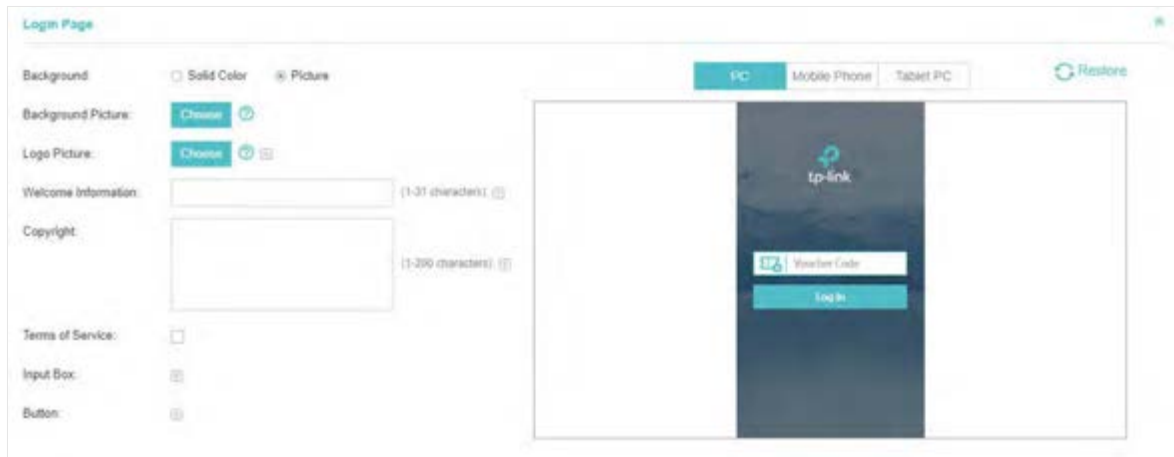 Login Page
Background: Solid Color Picture
Background Picture: Choose
Logo Picture: Choose
Welcome Information: (1-31 characters)
Copyright: (1-200 characters)
Terms of Service:
Input Box:
Button:
PC Mobile Phone Tablet PC Restore
tp-link
Voucher Code
Log In